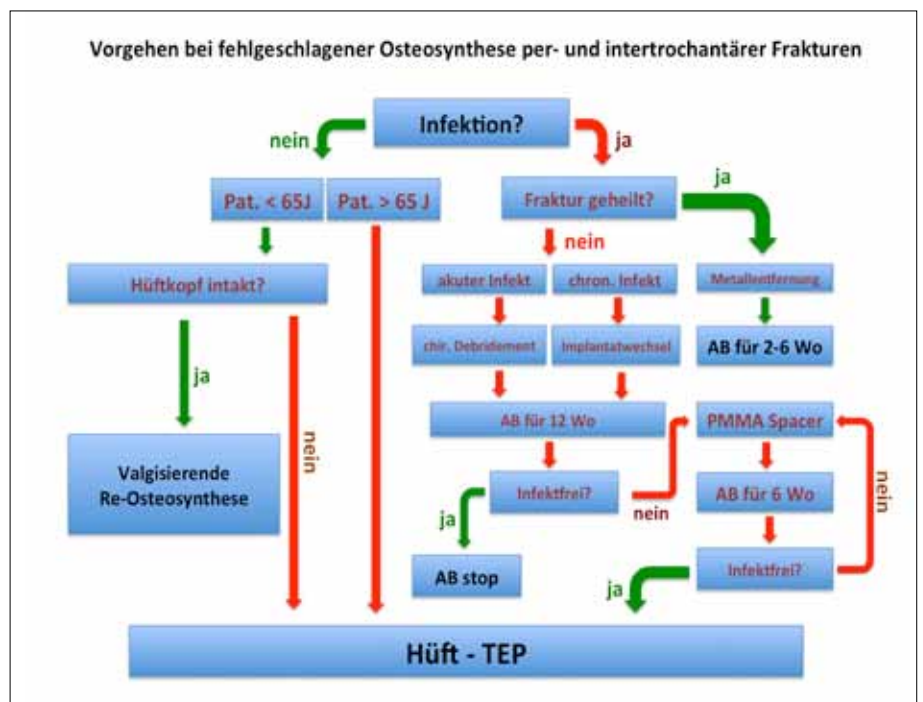 Vorgehen bei fehlgeschlagener Osteosynthese per- und intertrochantärer Frakturen
Infektion?
nein
ja
Pat. < 65J
Pat. > 65 J
Fraktur geheilt?
ja
nein
Hüftkopf intakt?
akuter Infekt
chron. Infekt
Metallentfernung
chir. Debridement
Implantatwechsel
AB für 2-6 Wo
ja
nein
AB für 12 Wo
PMMA Spacer
Valgisierende
Re-Osteosynthese
Infektfrei?
nein
AB für 6 Wo
nein
ja
AB stop
Infektfrei?
ja
Hüft - TEP